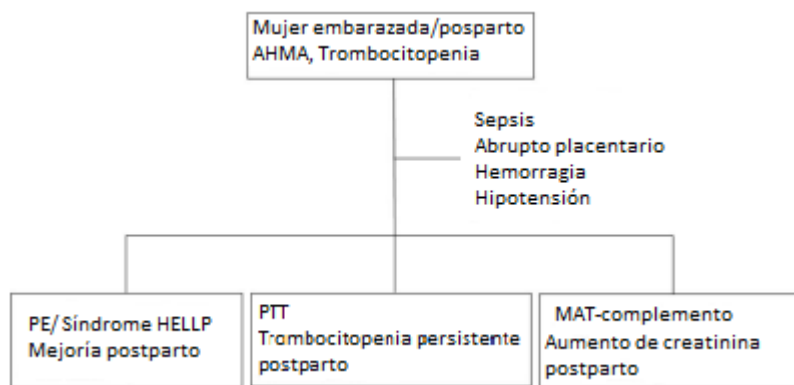 Mujer embarazada/posparto
AHMA, Trombocitopenia
Sepsis
Abrupto placentario
Hemorragia
Hipotensión
PE/ Síndrome HELLP
Mejoría postparto
PTT
Trombocitopenia persistente
postparto
MAT-complemento
Aumento de creatinina
postparto